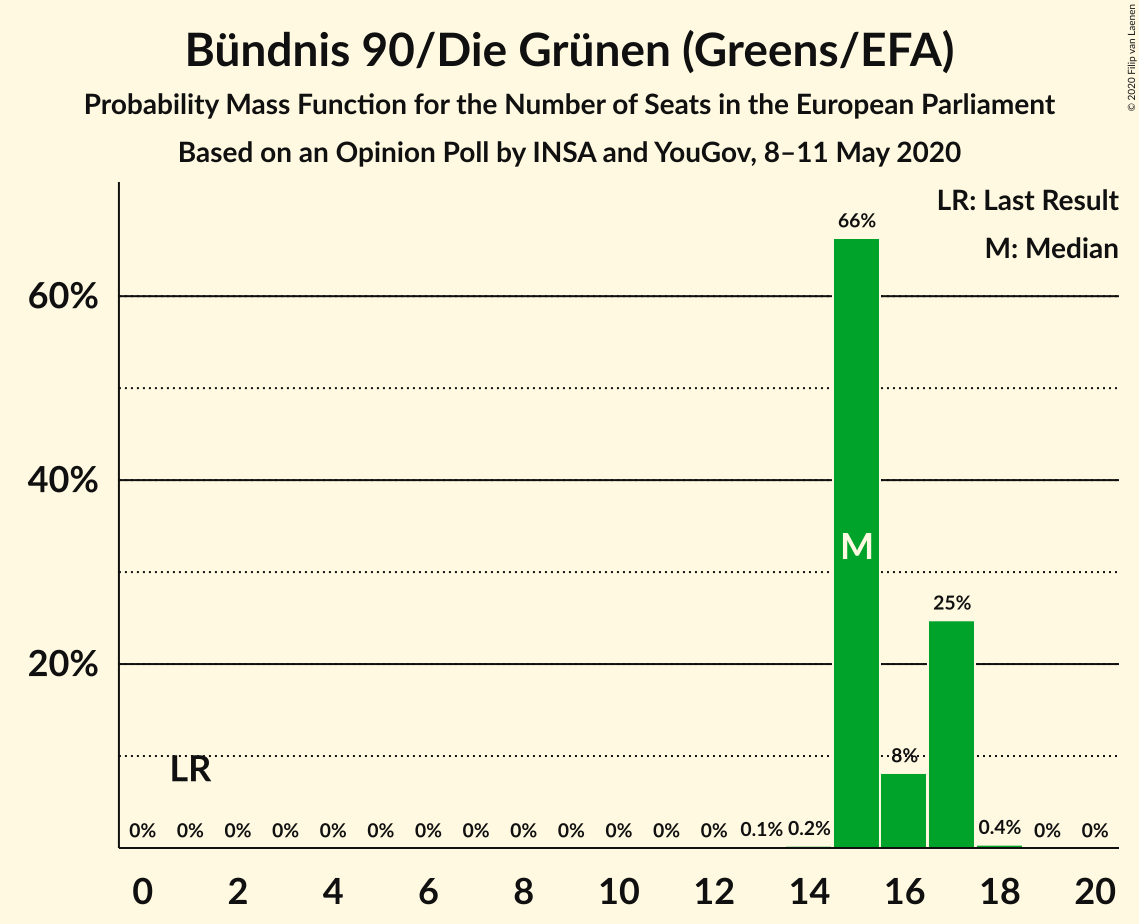 Bündnis 90/Die Grünen (Greens/EFA)
Probability Mass Function for the Number of Seats in the European Parliament
Based on an Opinion Poll by INSA and YouGov, 8–11 May 2020
© 2020 Filip van Laenen
LR: Last Result
M: Median
66%
60%
40%
M
25%
20%
8%
LR
0% 0% 0% 0% 0% 0% 0% 0% 0% 0% 0% 0% 0% 0.1% 0.2% 0.4% 0% 0%
0 2 4 6 8 10 12 14 16 18 20